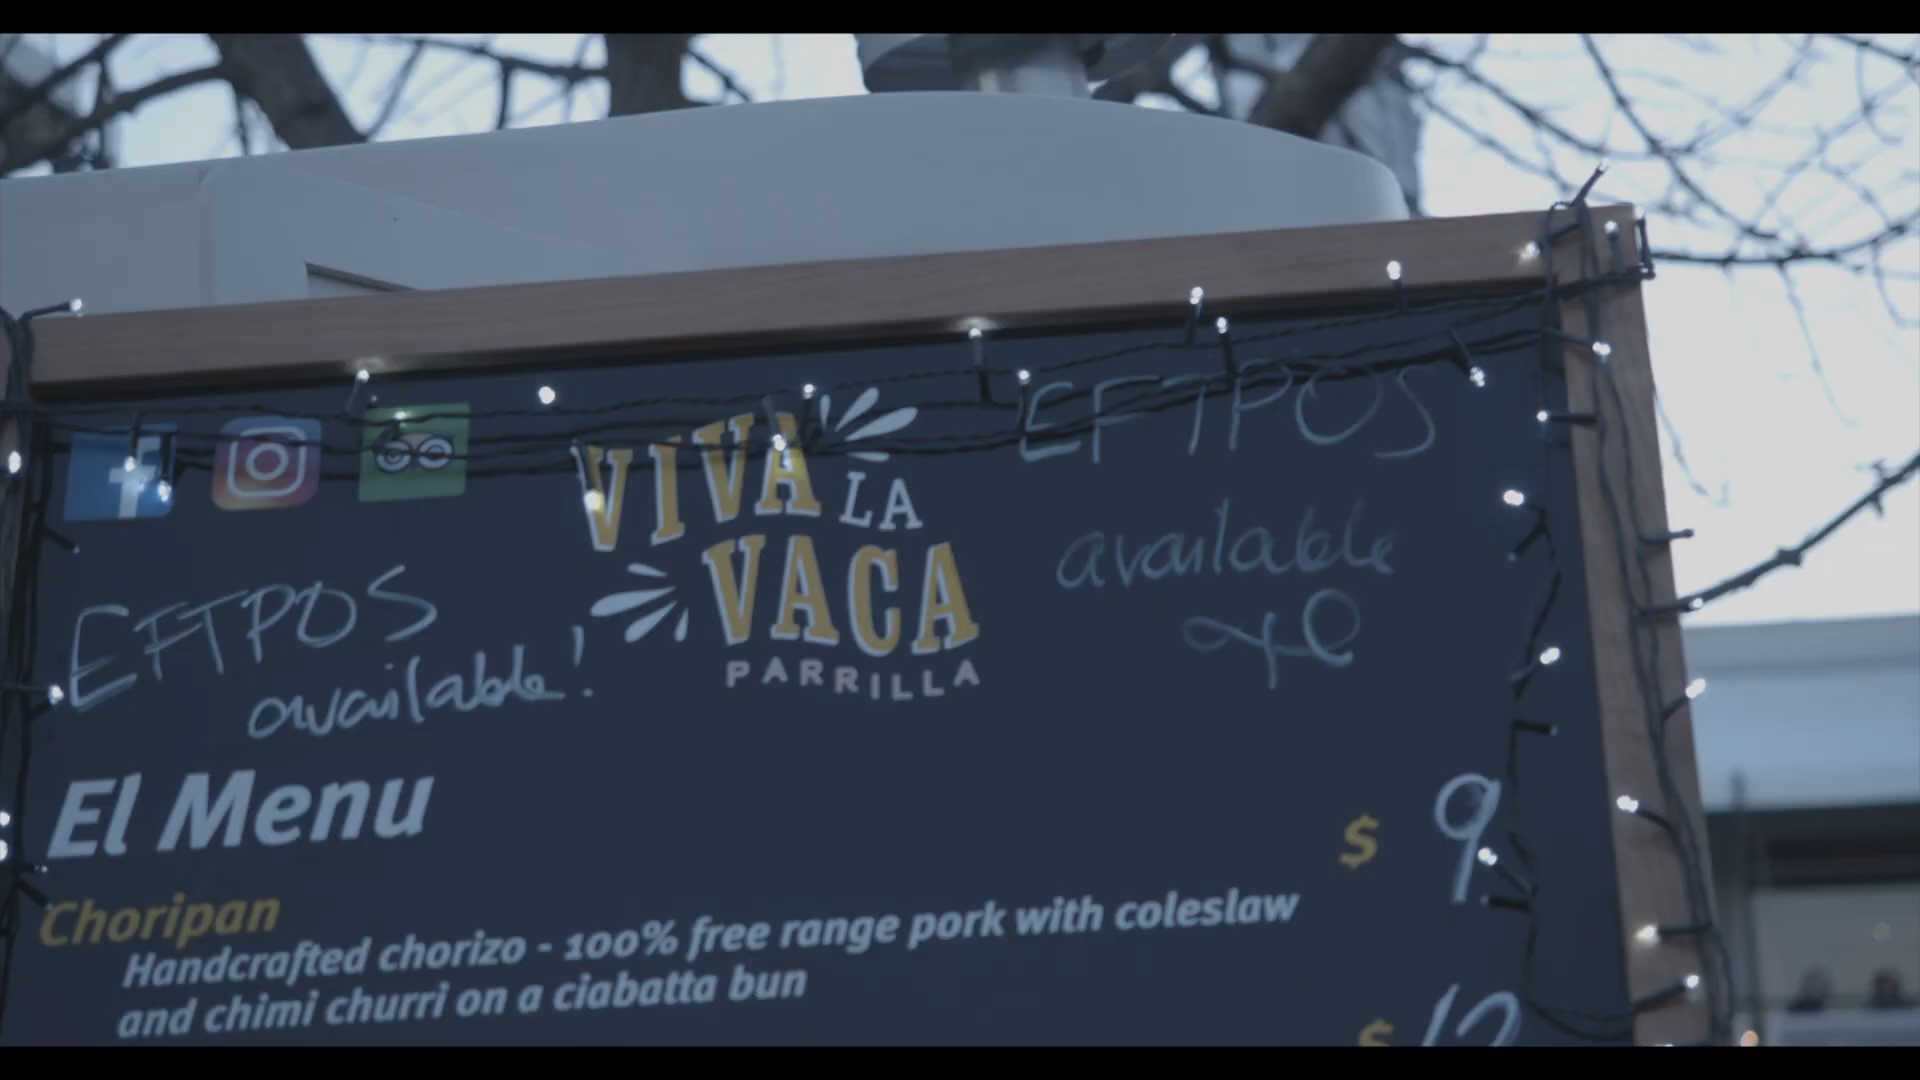 VIVA LA
VACA
PARRILLA
EFTPOS
available
EFTPOS
available!
El Menu
Choripan
$ 9
Handcrafted chorizo - 100% free range pork with coleslaw
and chimi churri on a ciabatta bun
$ 12